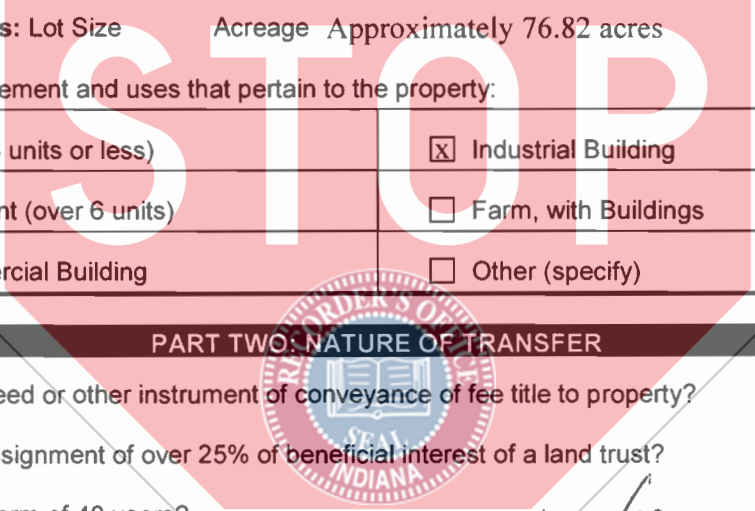 s: Lot Size Acreage Approximately 76.82 acres
ement and uses that pertain to the property:
units or less) X Industrial Building
nt (over 6 units) Farm, with Buildings
ercial Building Other (specify)
STOP
PART TWO: NATURE OF TRANSFER
eed or other instrument of conveyance of fee title to property?
ssignment of over 25% of beneficial interest of a land trust?
RECORDER'S OFFICE
SEAL
INDIANA